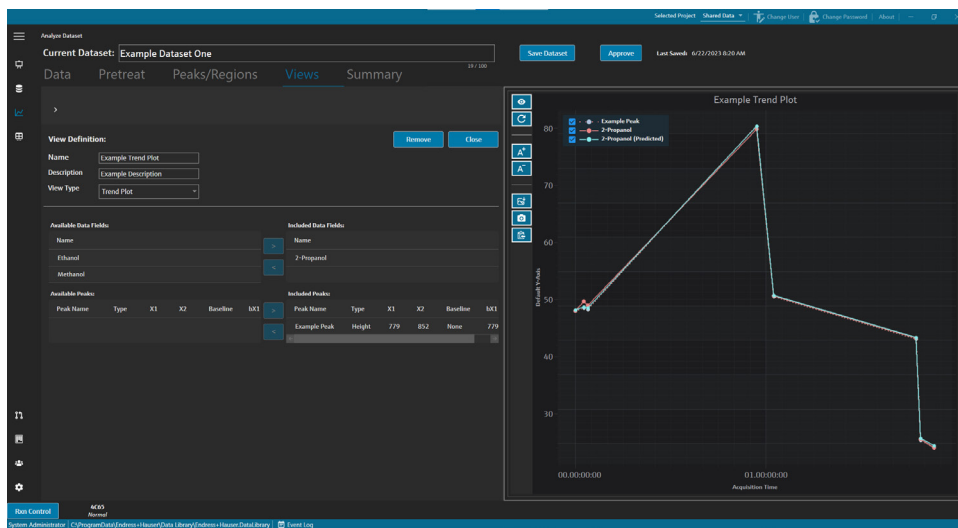 Selected Project Shared Data Change User | Change Password | About |
Analyze Dataset
Current Dataset: Example Dataset One
19 / 100
Save Dataset Approve Last Saved: 6/22/2023 8:20 AM
Data Pretreat Peaks/Regions Views Summary
>
View Definition: Remove Close
Name Example Trend Plot
Description Example Description
View Type Trend Plot
Available Data Fields: Included Data Fields:
Name > Name
Ethanol 2-Propanol
Methanol <
Available Peaks: Included Peaks:
Peak Name Type X1 X2 Baseline bX1 > Peak Name Type X1 X2 Baseline bX1
< Example Peak Height 779 852 None 779
Example Trend Plot
A+
A-
Example Peak
2-Propanol
2-Propanol (Predicted)
80
70
60
50
40
30
Default Y-Axis
00.00:00:00 01.00:00:00
Acquisition Time
Run Control 6C65
Normal
System Administrator C:\ProgramData\Endress+Hauser\Data Library\Endress+Hauser.DataLibrary Event Log